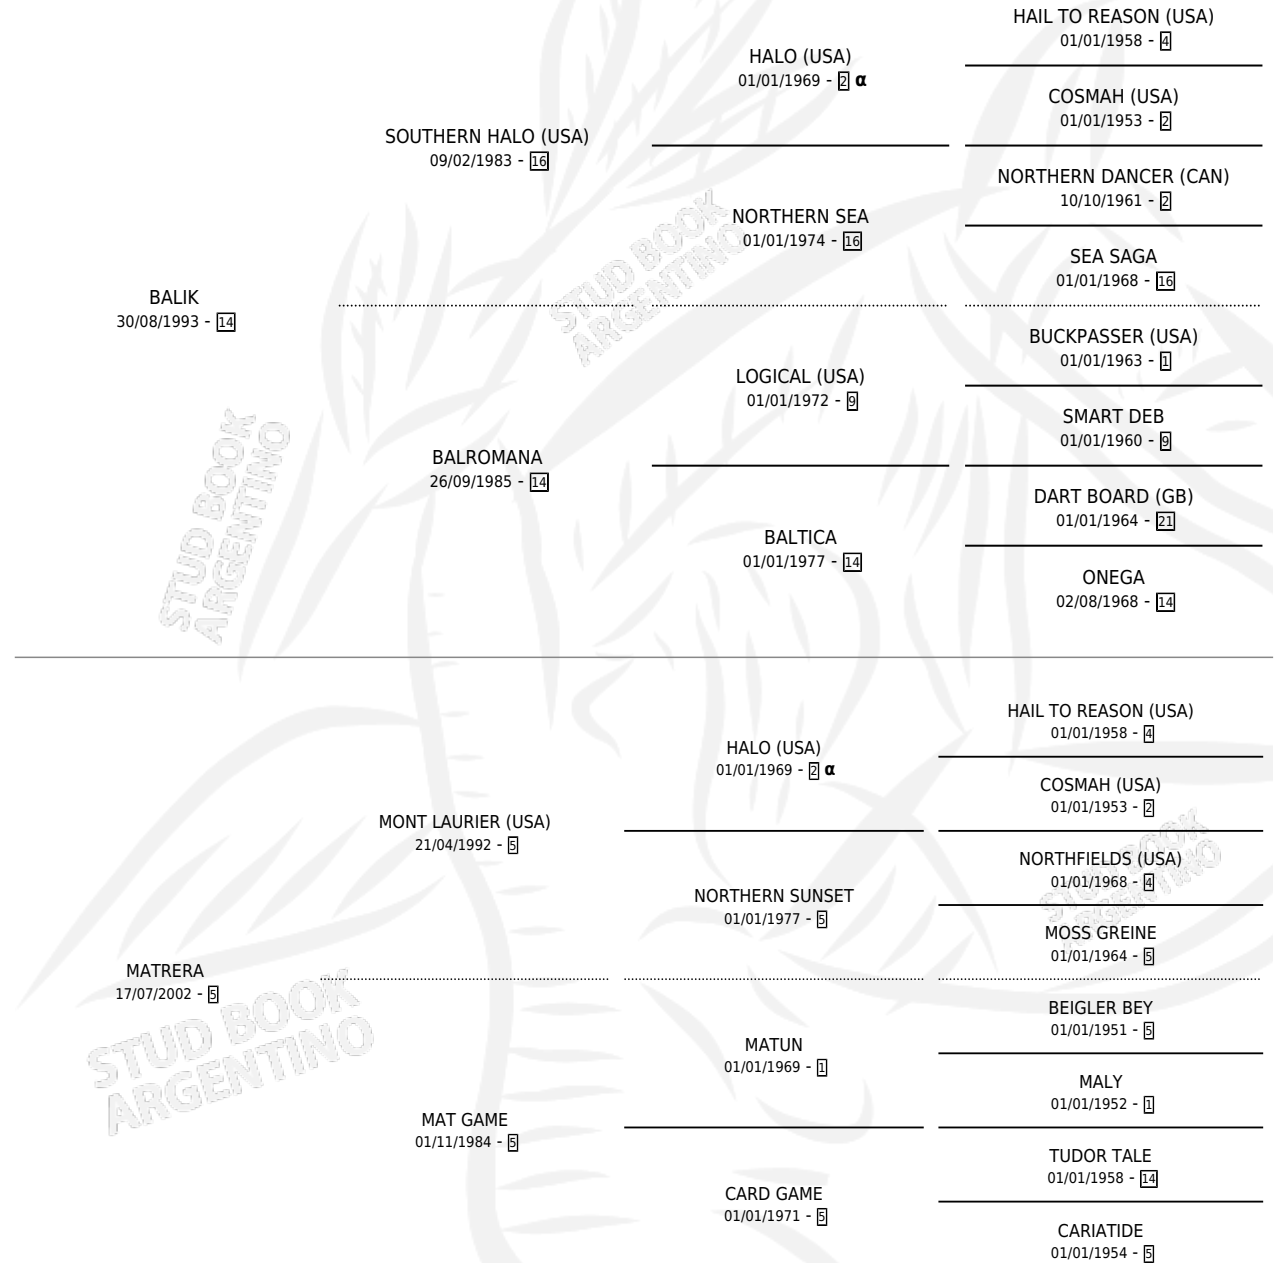 HAIL TO REASON (USA)
01/01/1958 - 4
HALO (USA)
01/01/1969 - 2 α
COSMAH (USA)
01/01/1953 - 2
SOUTHERN HALO (USA)
09/02/1983 - 16
NORTHERN DANCER (CAN)
10/10/1961 - 2
NORTHERN SEA
01/01/1974 - 16
SEA SAGA
01/01/1968 - 16
BALIK
30/08/1993 - 14
BUCKPASSER (USA)
01/01/1963 - 1
LOGICAL (USA)
01/01/1972 - 9
SMART DEB
01/01/1960 - 9
BALROMANA
26/09/1985 - 14
DART BOARD (GB)
01/01/1964 - 21
BALTICA
01/01/1977 - 14
ONEGA
02/08/1968 - 14
HAIL TO REASON (USA)
01/01/1958 - 4
HALO (USA)
01/01/1969 - 2 α
COSMAH (USA)
01/01/1953 - 2
MONT LAURIER (USA)
21/04/1992 - 5
NORTHFIELDS (USA)
01/01/1968 - 4
NORTHERN SUNSET
01/01/1977 - 5
MOSS GREINE
01/01/1964 - 5
MATRERA
17/07/2002 - 5
BEIGLER BEY
01/01/1951 - 5
MATUN
01/01/1969 - 1
MALY
01/01/1952 - 1
MAT GAME
01/11/1984 - 5
TUDOR TALE
01/01/1958 - 14
CARD GAME
01/01/1971 - 5
CARIATIDE
01/01/1954 - 5
STUD BOOK
ARGENTINO
STUD BOOK
ARGENTINO
STUD BOOK
ARGENTINO
STUD BOOK
ARGENTINO